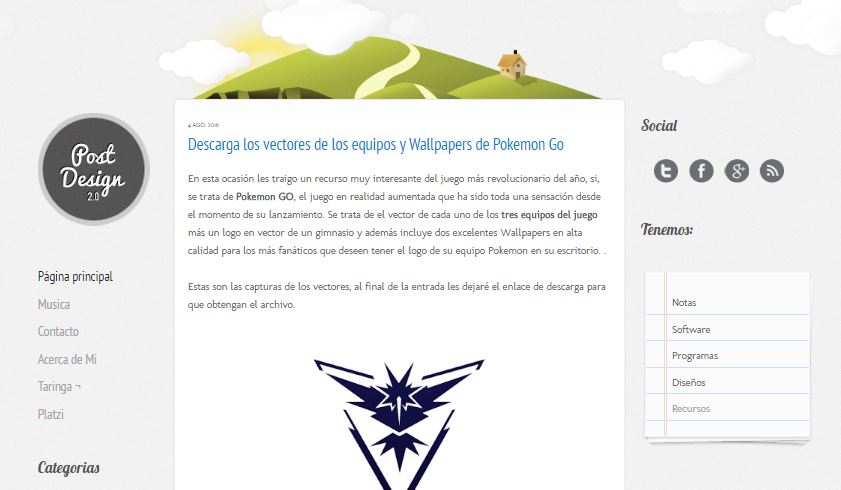 Post
Design
2.0
Página principal
Musica
Contacto
Acerca de Mi
Taringa ¬
Platzi
Categorias
4 AGO. 2016
Descarga los vectores de los equipos y Wallpapers de Pokemon Go
En esta ocasión les traigo un recurso muy interesante del juego más revolucionario del año, si,
se trata de Pokemon GO, el juego en realidad aumentada que ha sido toda una sensación desde
el momento de su lanzamiento. Se trata de el vector de cada uno de los tres equipos del juego
más un logo en vector de un gimnasio y además incluye dos excelentes Wallpapers en alta
calidad para los más fanáticos que deseen tener el logo de su equipo Pokemon en su escritorio. .
Estas son las capturas de los vectores, al final de la entrada les dejaré el enlace de descarga para
que obtengan el archivo.
Social
Tenemos:
Notas
Software
Programas
Diseños
Recursos